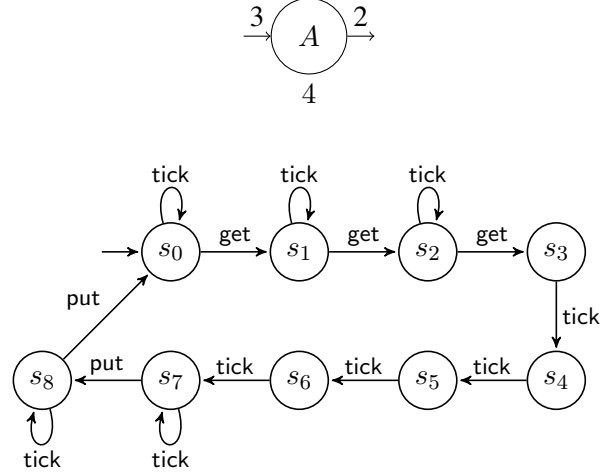 3 A 2
4
tick tick tick
s0 get s1 get s2 get s3
put tick
s8 put s7 tick s6 tick s5 tick s4
tick tick